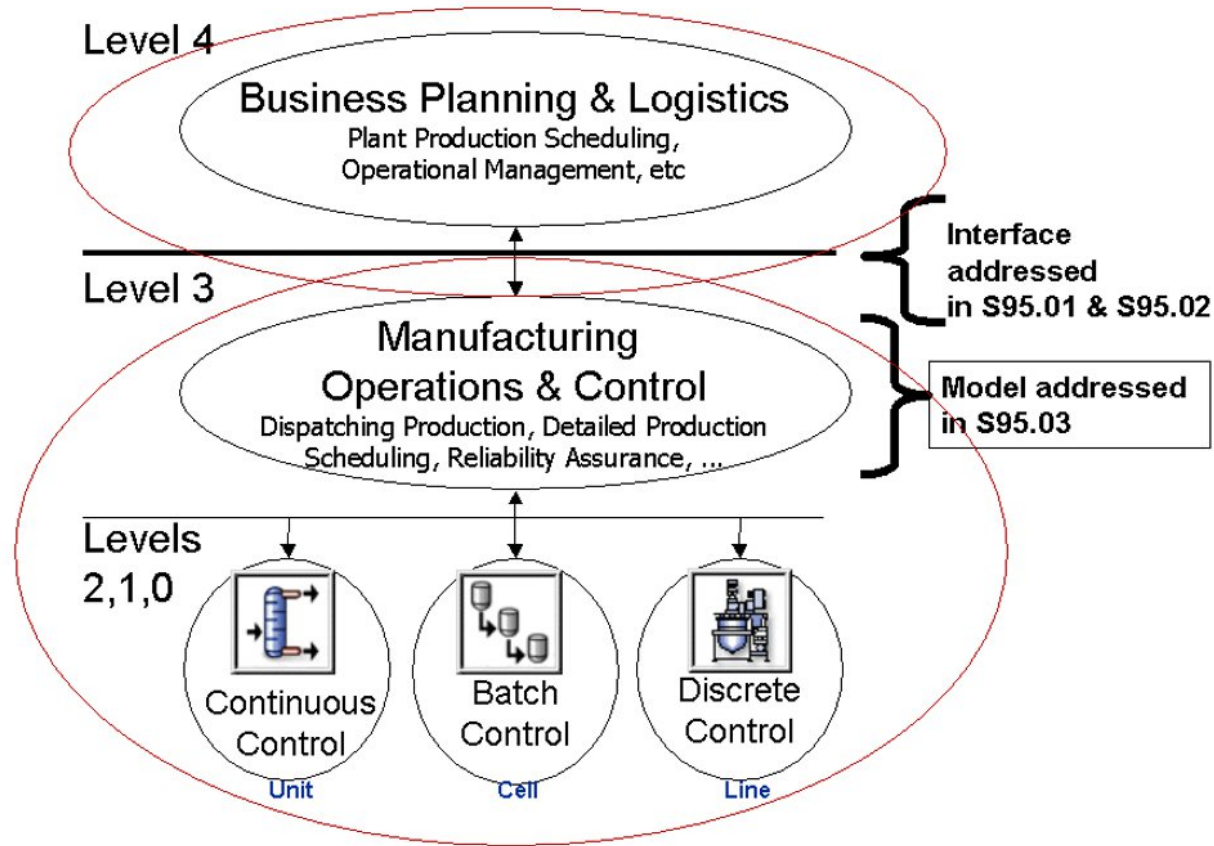 Level 4
Business Planning & Logistics
Plant Production Scheduling,
Operational Management, etc
Interface
addressed
in S95.01 & S95.02
Level 3
Manufacturing
Operations & Control
Dispatching Production, Detailed Production
Scheduling, Reliability Assurance, ...
Model addressed
in S95.03
Levels
2,1,0
Continuous
Control
Unit
Batch
Control
Cell
Discrete
Control
Line